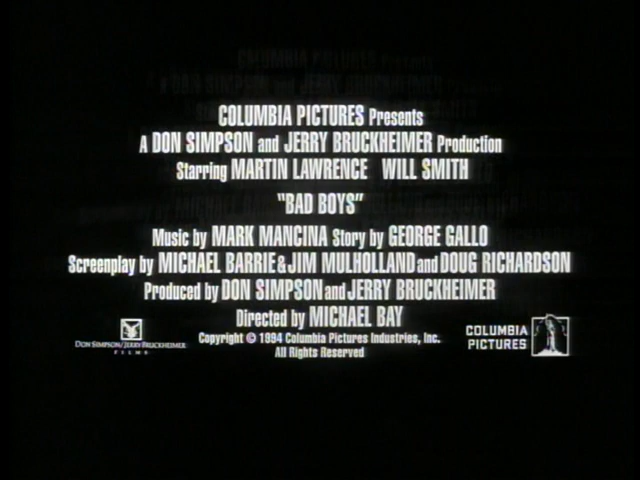 COLUMBIA PICTURES Presents
A DON SIMPSON and JERRY BRUCKHEIMER Production
Starring MARTIN LAWRENCE WILL SMITH
"BAD BOYS"
Music by MARK MANCINA Story by GEORGE GALLO
Screenplay by MICHAEL BARRIE & JIM MULHOLLAND and DOUG RICHARDSON
Produced by DON SIMPSON and JERRY BRUCKHEIMER
Directed by MICHAEL BAY
DON SIMPSON/JERRY BRUCKHEIMER
FILMS
Copyright © 1994 Columbia Pictures Industries, Inc.
All Rights Reserved
COLUMBIA
PICTURES